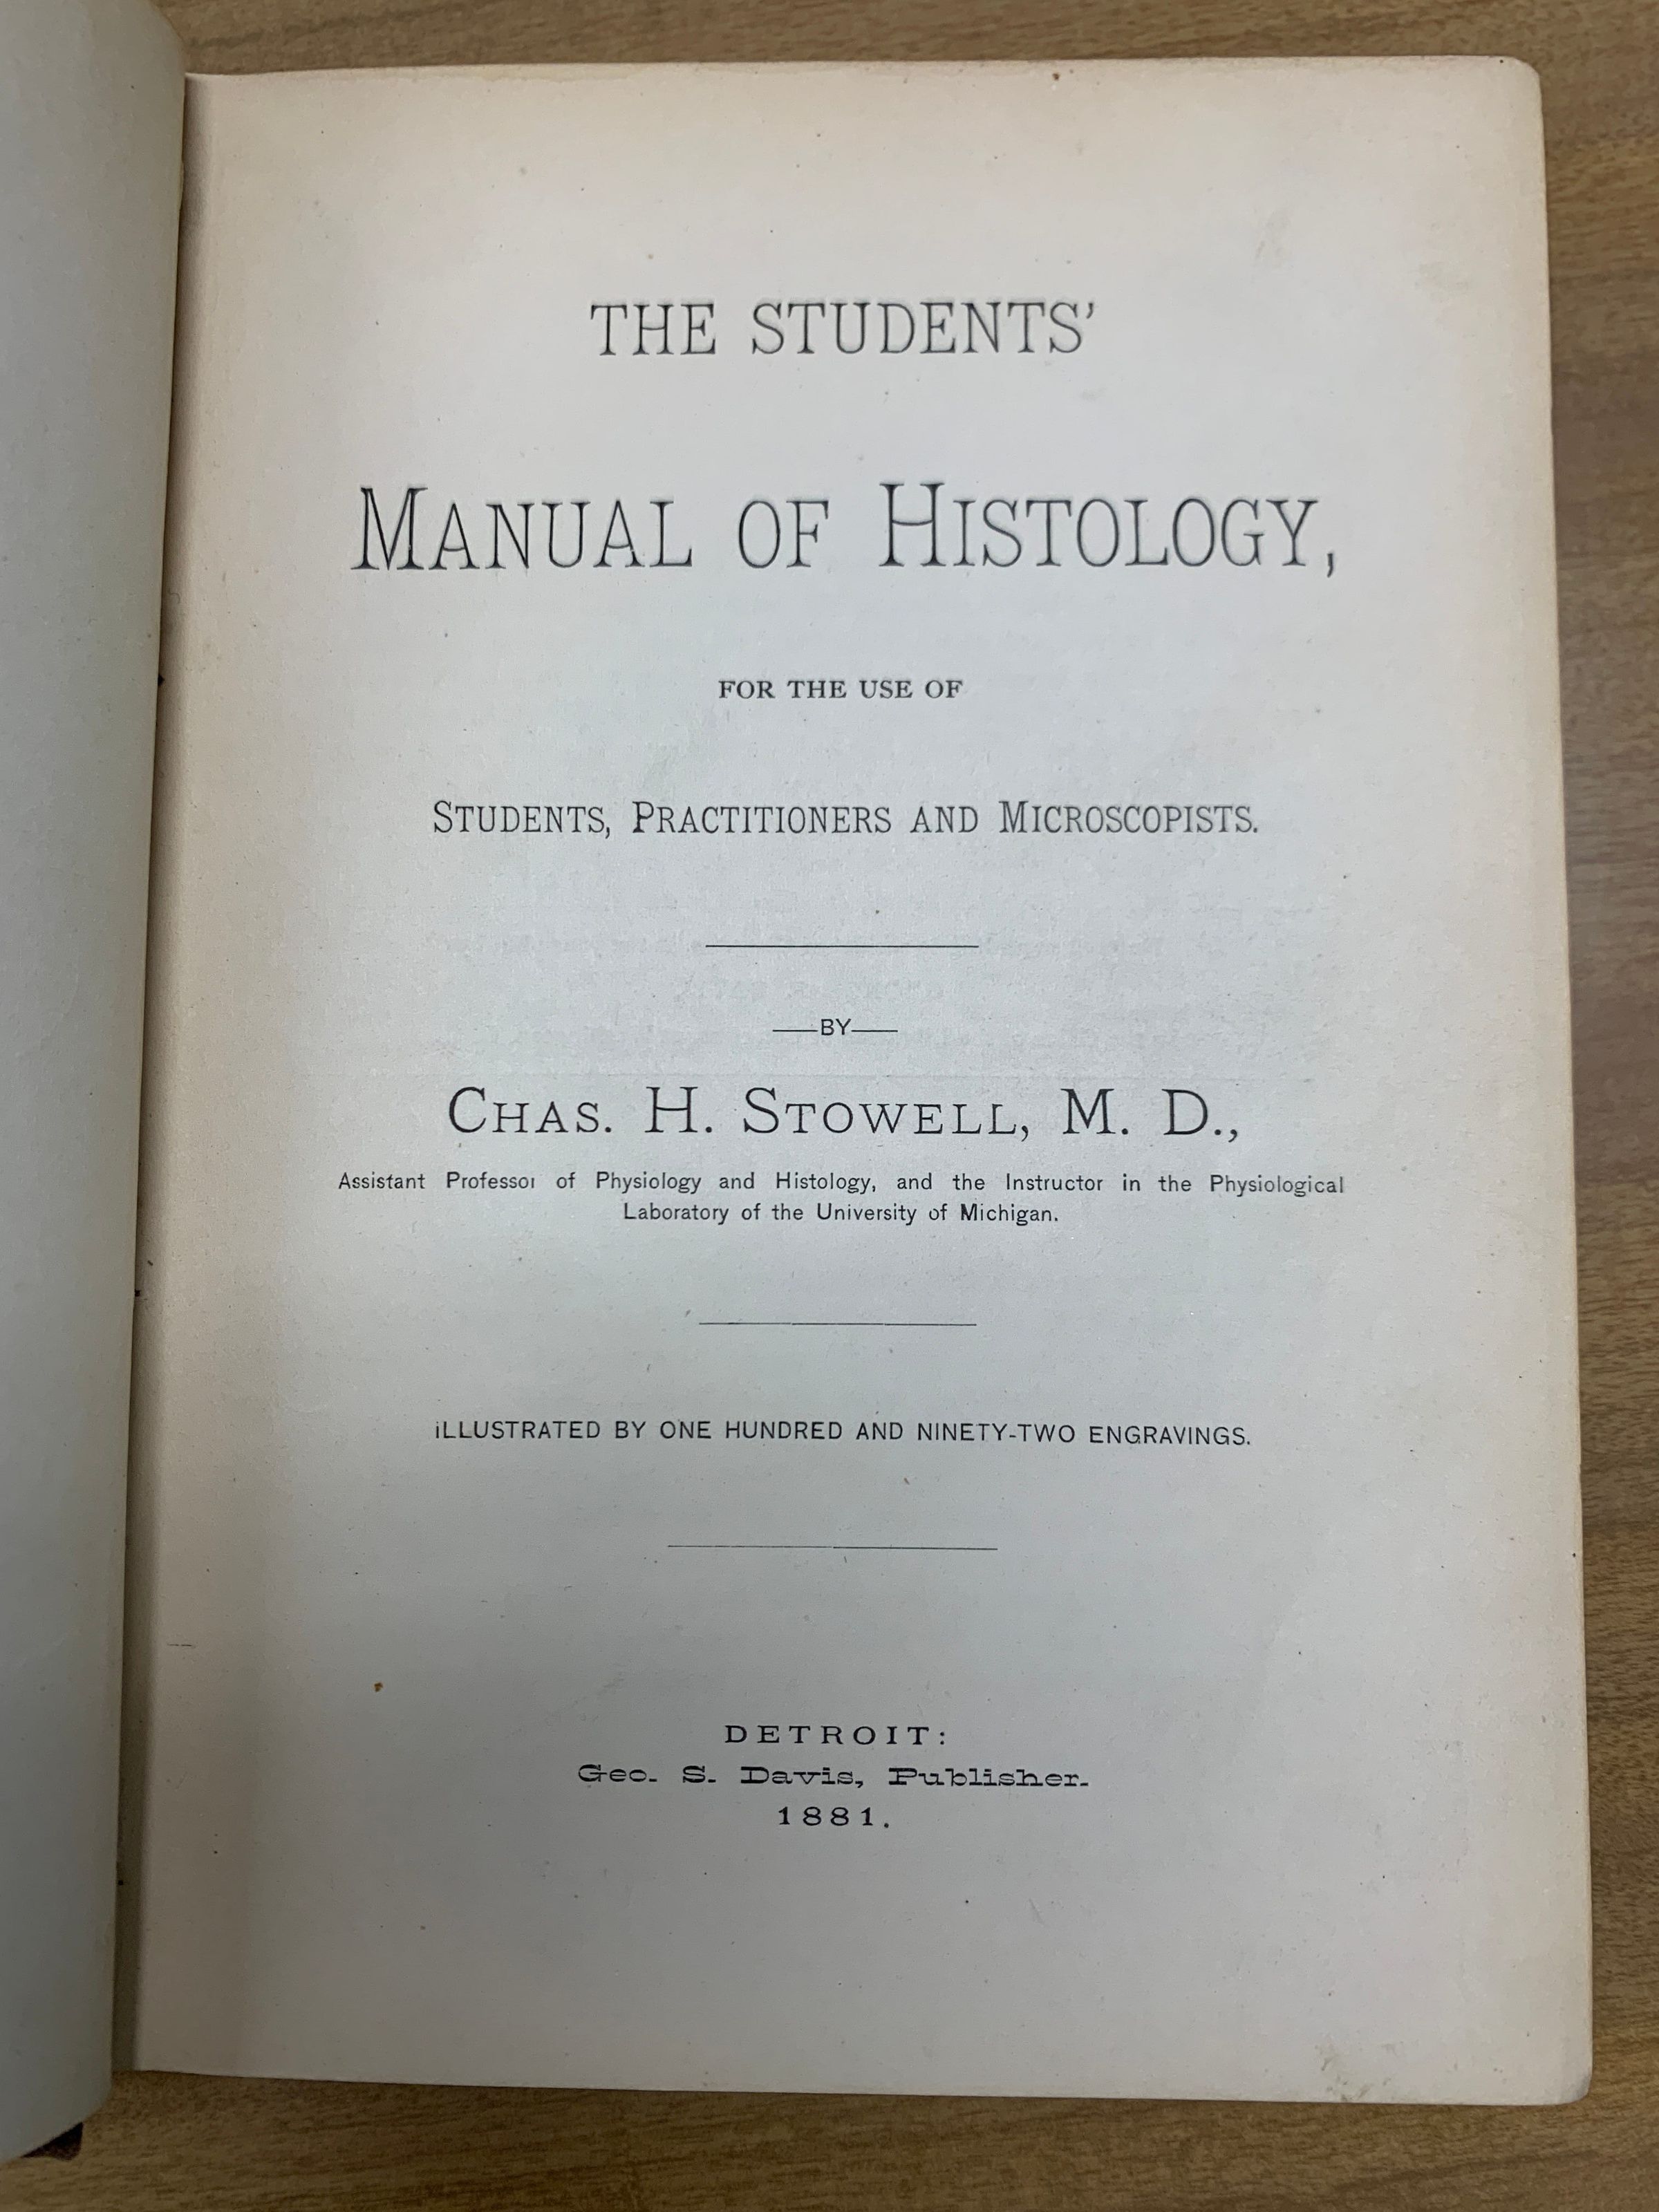 THE STUDENTS'
MANUAL OF HISTOLOGY,
FOR THE USE OF
STUDENTS, PRACTITIONERS AND MICROSCOPISTS.
—BY—
CHAS. H. STOWELL, M. D.,
Assistant Professor of Physiology and Histology, and the Instructor in the Physiological
Laboratory of the University of Michigan.
iLLUSTRATED BY ONE HUNDRED AND NINETY-TWO ENGRAVINGS.
DETROIT:
Geo. S. Davis, Publisher.
1881.